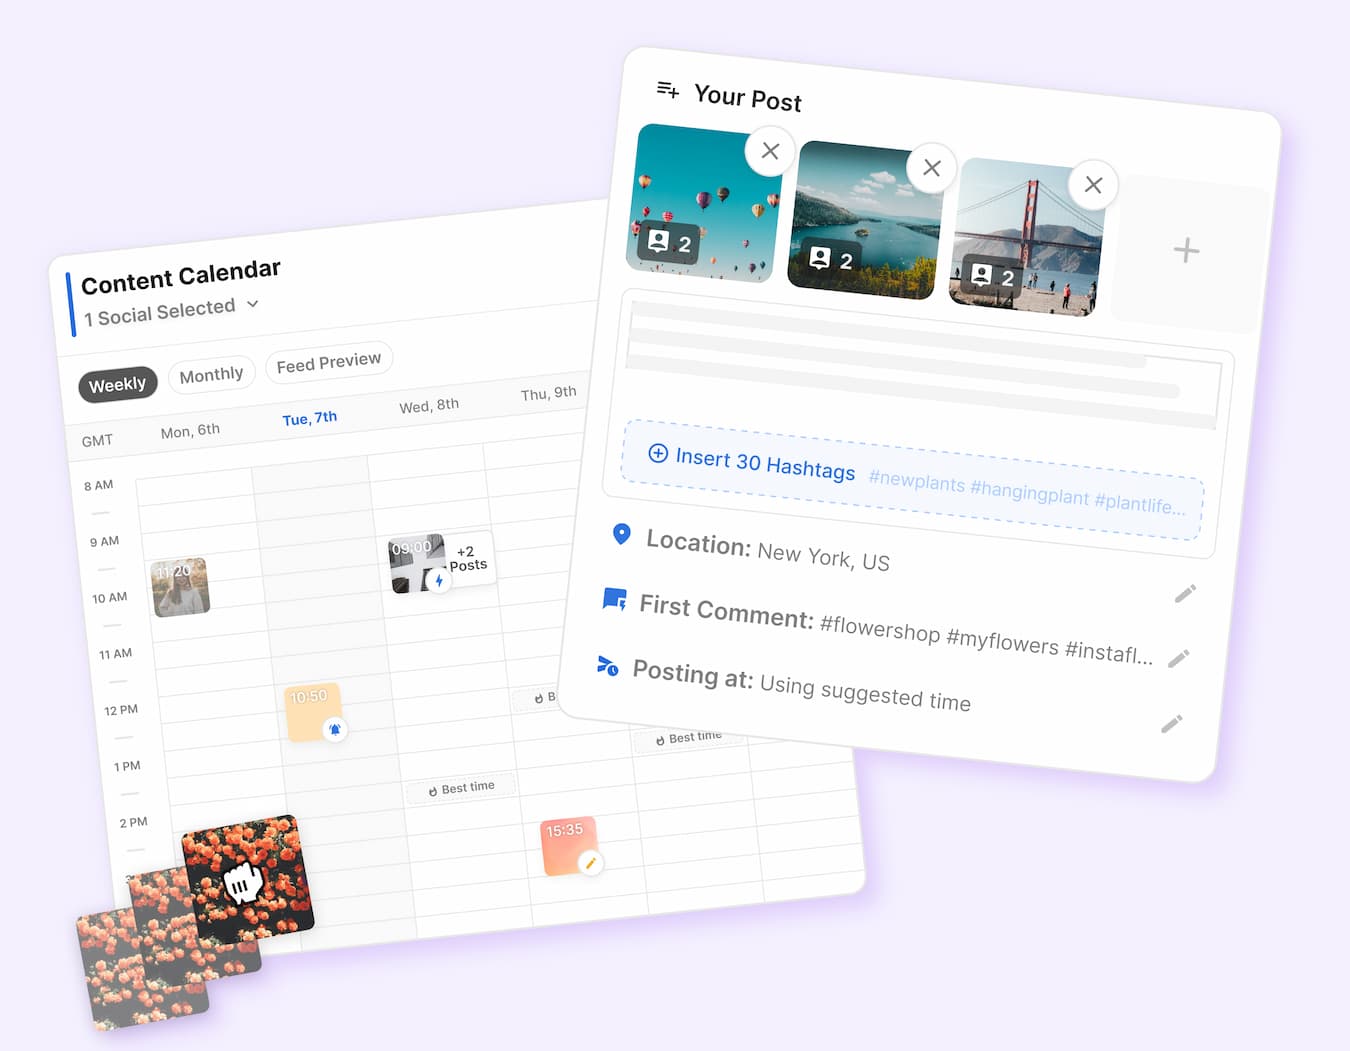 Your Post
2
2
2
Insert 30 Hashtags #newplants #hangingplant #plantlife...
Location: New York, US
First Comment: #flowershop #myflowers #instafl...
Posting at: Using suggested time
Content Calendar
1 Social Selected
Weekly Monthly Feed Preview
GMT Mon, 6th Tue, 7th Wed, 8th Thu, 9th
8 AM
9 AM
09:00 +2
Posts
11:20
10 AM
11 AM
10:50
12 PM
Best time
1 PM
Best time
2 PM
15:35